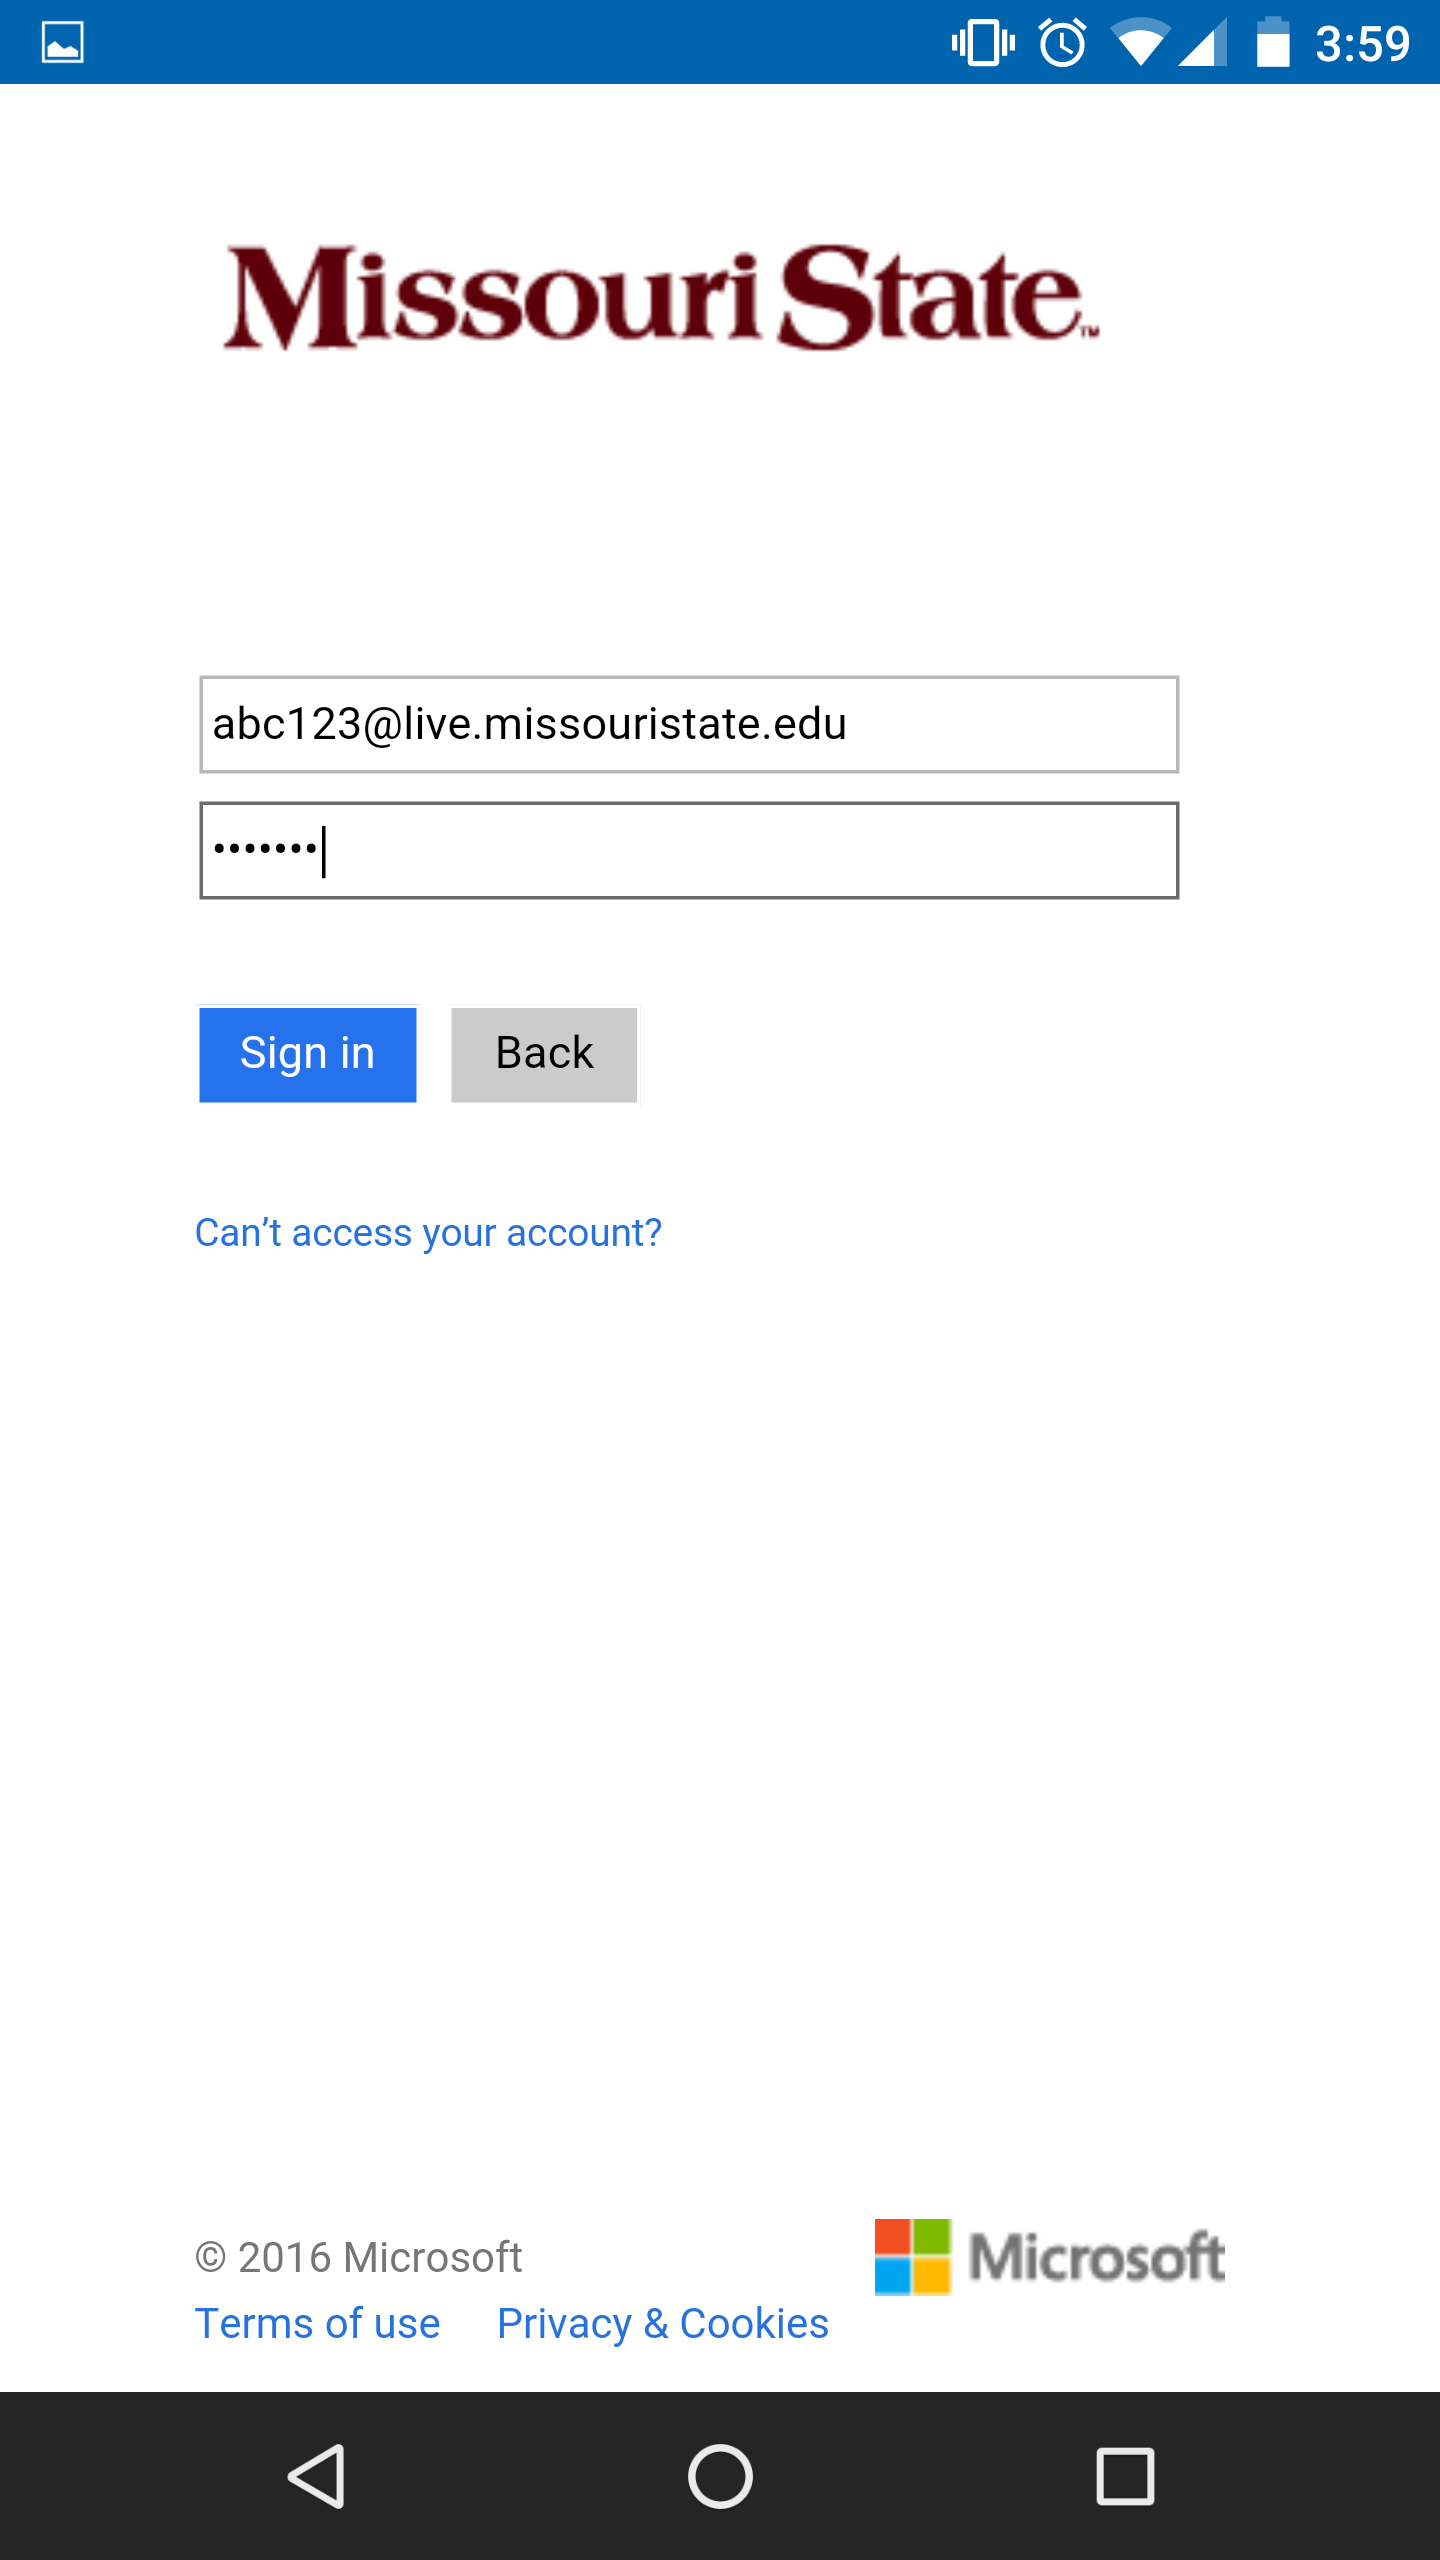 3:59
Missouri State™
abc123@live.missouristate.edu
•••••••
Sign in
Back
Can’t access your account?
© 2016 Microsoft
Microsoft
Terms of use
Privacy & Cookies